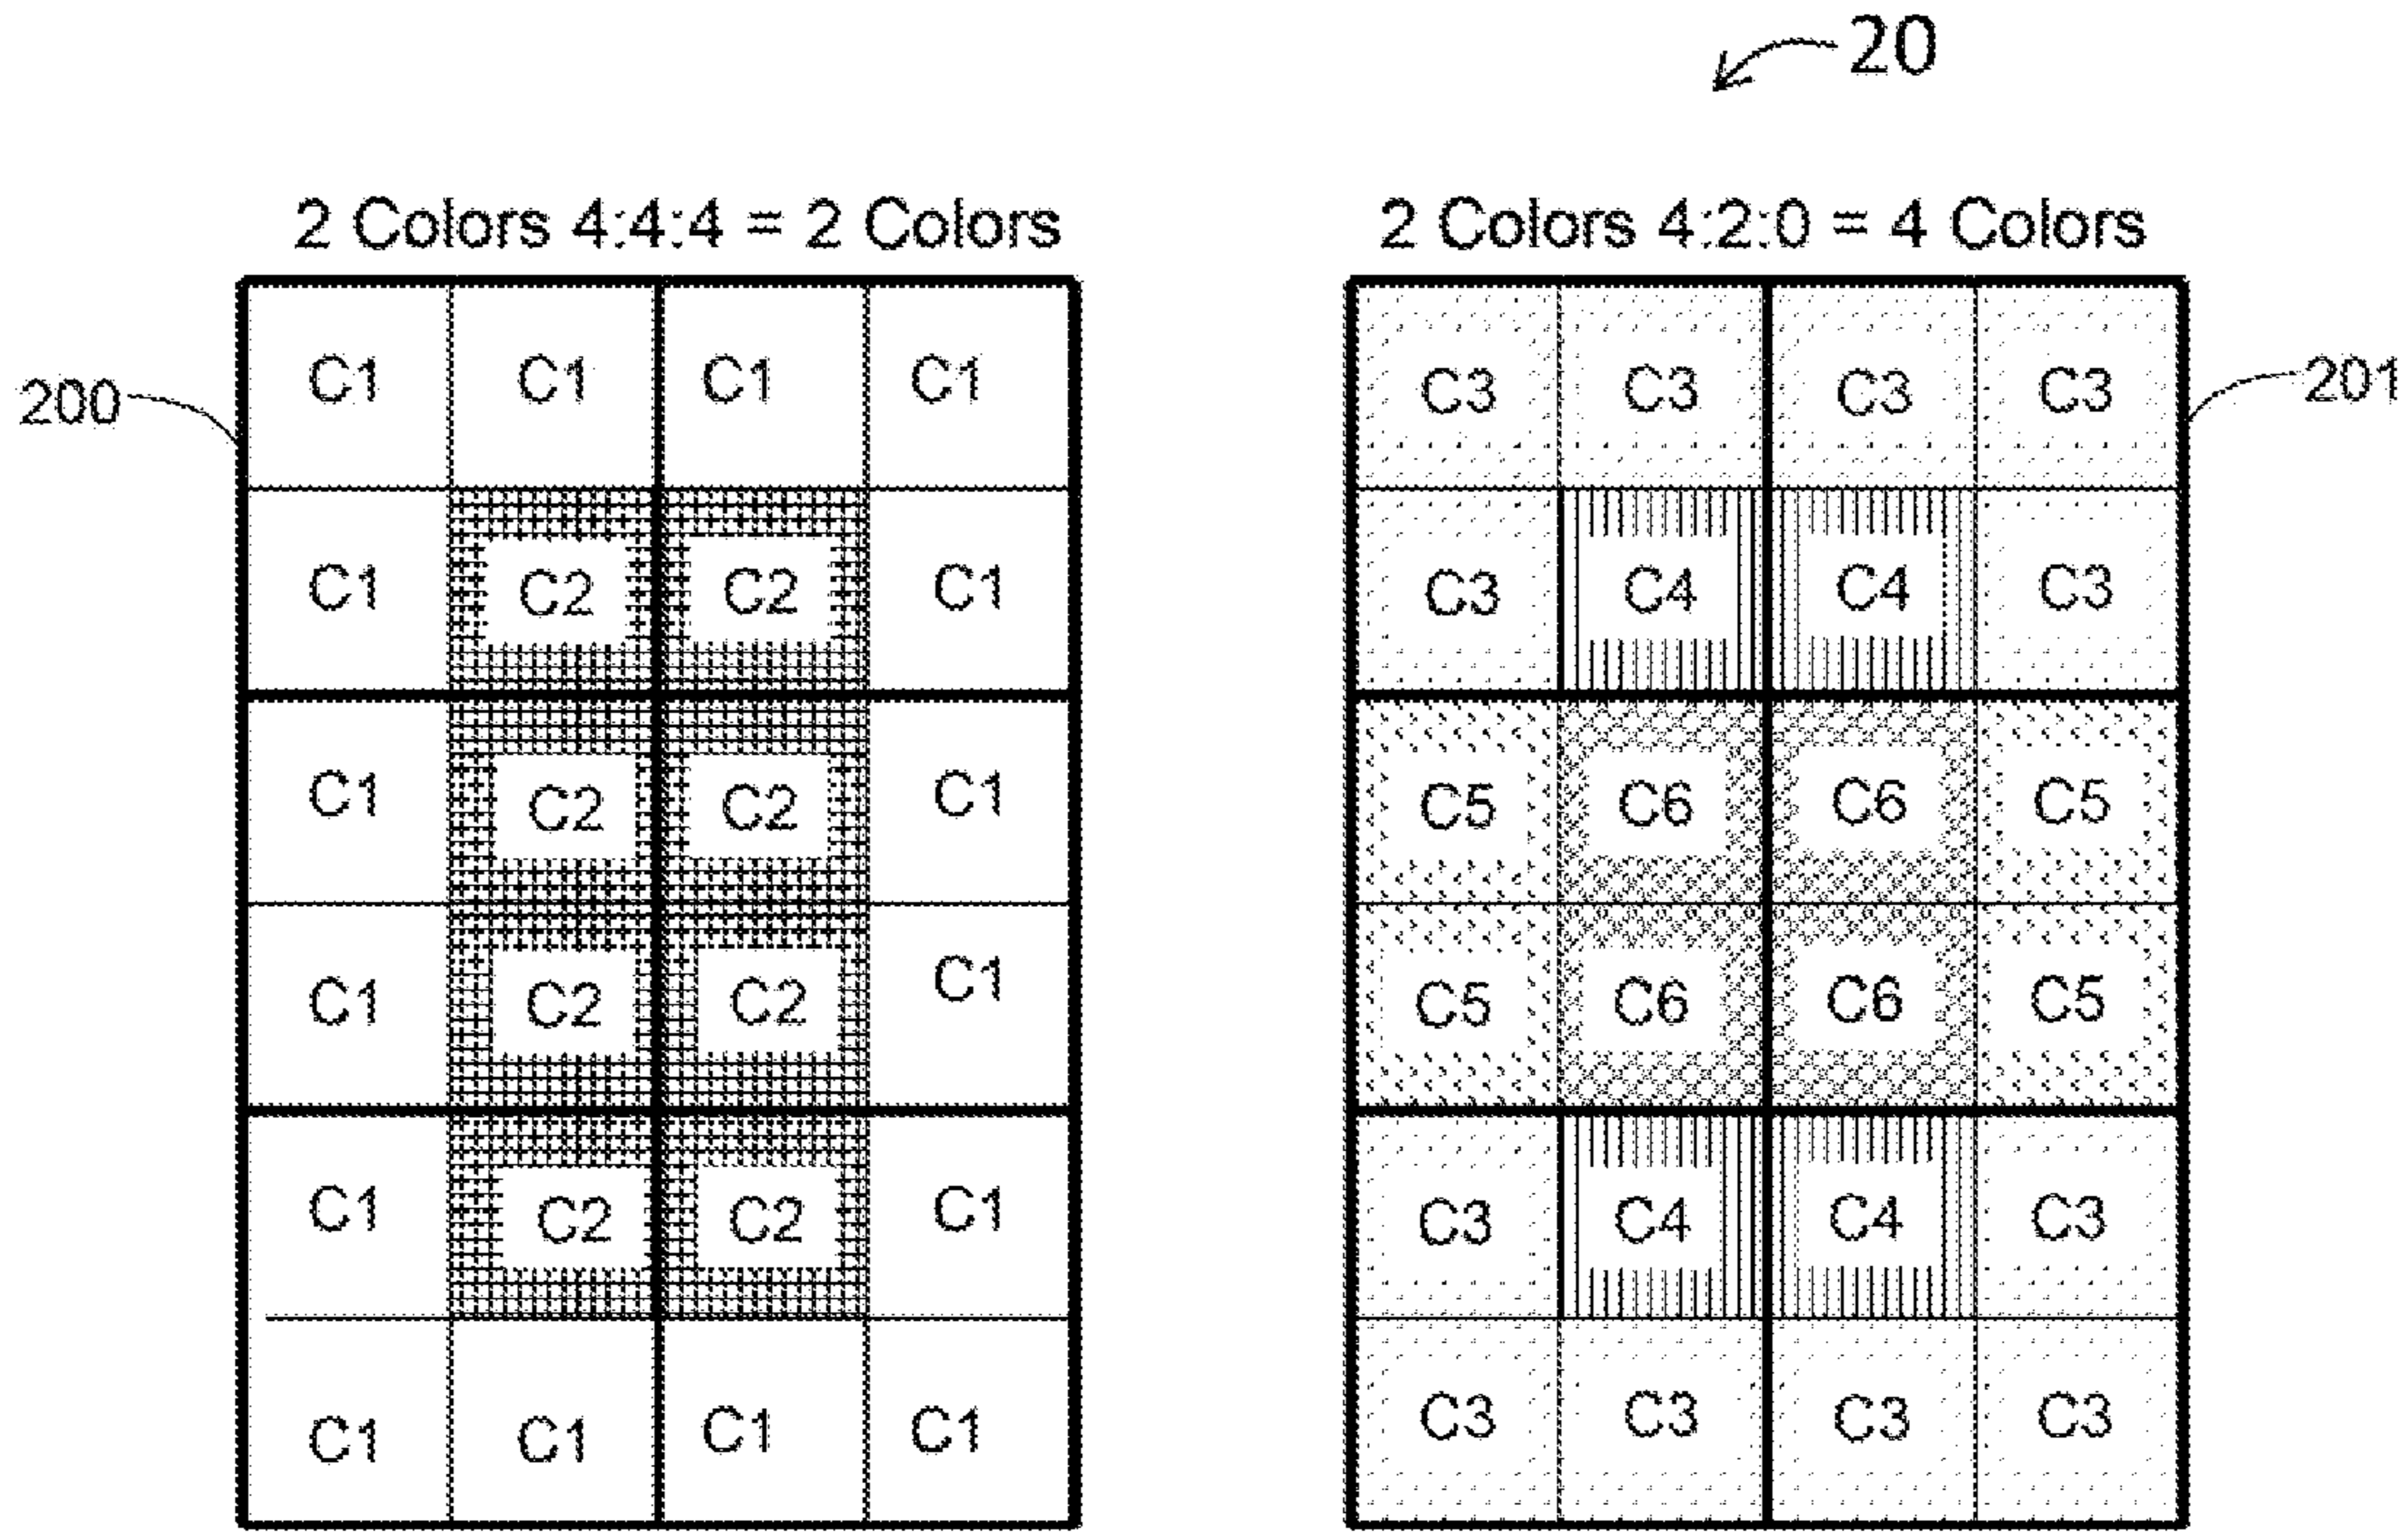 20
2 Colors 4:4:4 = 2 Colors
2 Colors 4:2:0 = 4 Colors
200
201
C1 C1 C1 C1
C1 C2 C2 C1
C1 C2 C2 C1
C1 C2 C2 C1
C1 C2 C2 C1
C1 C1 C1 C1
C3 C3 C3 C3
C3 C4 C4 C3
C5 C6 C6 C5
C5 C6 C6 C5
C3 C4 C4 C3
C3 C3 C3 C3